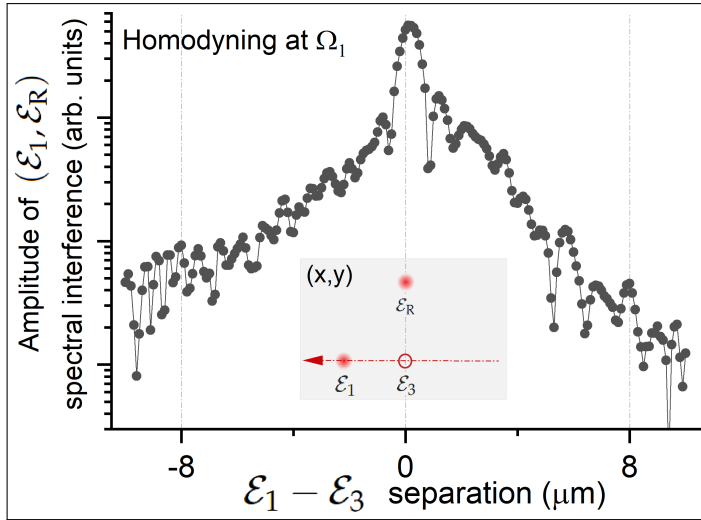 Homodyning at Ω₁
Amplitude of (ℰ₁, ℰ_R)
spectral interference (arb. units)
(x,y)
ℰ_R
ℰ₁
ℰ₃
-8
0
8
ℰ₁ − ℰ₃ separation (μm)